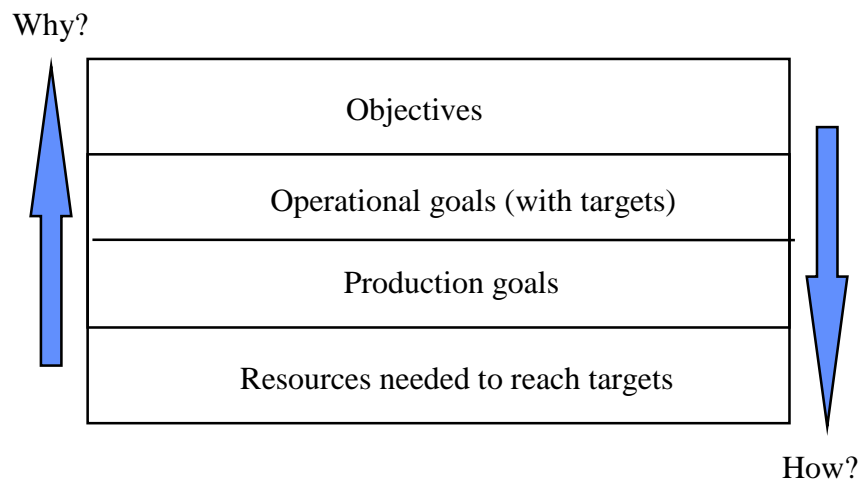 Why?
Objectives
Operational goals (with targets)
Production goals
Resources needed to reach targets
How?